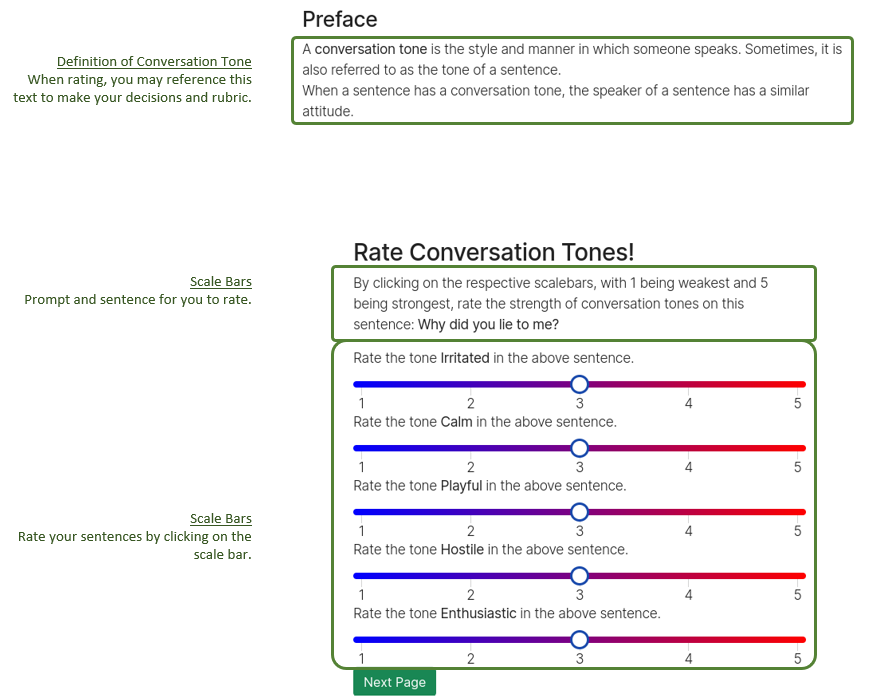 Preface
Definition of Conversation Tone
When rating, you may reference this
text to make your decisions and rubric.
A conversation tone is the style and manner in which someone speaks. Sometimes, it is
also referred to as the tone of a sentence.
When a sentence has a conversation tone, the speaker of a sentence has a similar
attitude.
Rate Conversation Tones!
Scale Bars
Prompt and sentence for you to rate.
By clicking on the respective scalebars, with 1 being weakest and 5
being strongest, rate the strength of conversation tones on this
sentence: Why did you lie to me?
Scale Bars
Rate your sentences by clicking on the
scale bar.
Rate the tone Irritated in the above sentence.
1 2 3 4 5
Rate the tone Calm in the above sentence.
1 2 3 4 5
Rate the tone Playful in the above sentence.
1 2 3 4 5
Rate the tone Hostile in the above sentence.
1 2 3 4 5
Rate the tone Enthusiastic in the above sentence.
1 2 3 4 5
Next Page